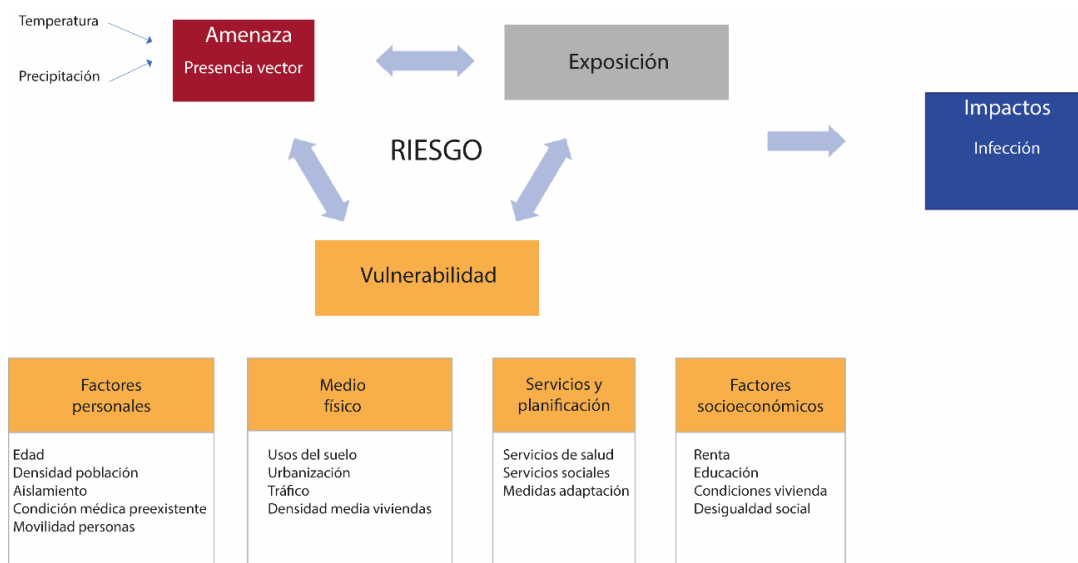 Temperatura
Precipitación
Amenaza
Presencia vector
Exposición
RIESGO
Impactos
Infección
Vulnerabilidad
Factores
personales
Edad
Densidad población
Aislamiento
Condición médica preexistente
Movilidad personas
Medio
físico
Usos del suelo
Urbanización
Tráfico
Densidad media viviendas
Servicios y
planificación
Servicios de salud
Servicios sociales
Medidas adaptación
Factores
socioeconómicos
Renta
Educación
Condiciones vivienda
Desigualdad social